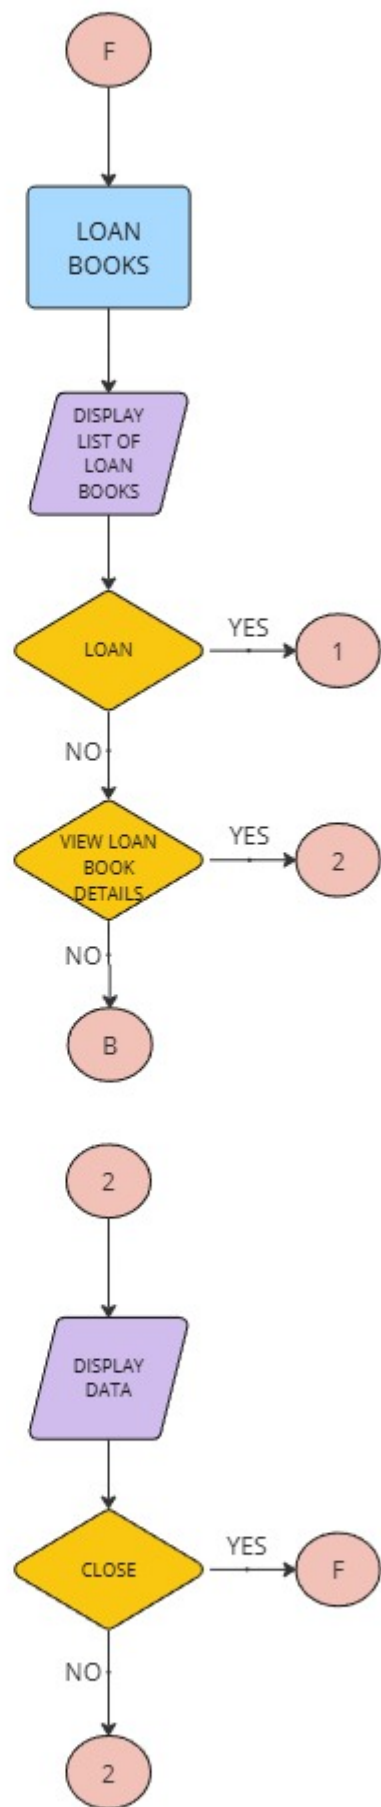 F
LOAN
BOOKS
DISPLAY
LIST OF
LOAN
BOOKS
LOAN
YES
1
NO
VIEW LOAN
BOOK
DETAILS
YES
2
NO
B
2
DISPLAY
DATA
CLOSE
YES
F
NO
2